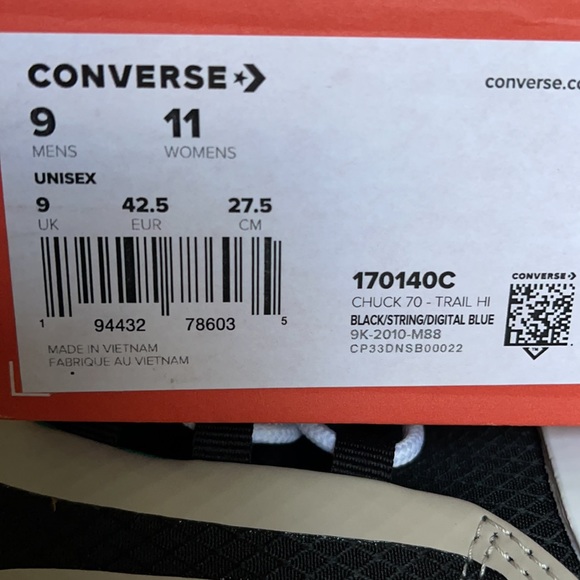 CONVERSE
converse.co
9 11
MENS WOMENS
UNISEX
9 42.5 27.5
UK EUR CM
1 94432 78603 5
MADE IN VIETNAM
FABRIQUE AU VIETNAM
170140C
CHUCK 70 - TRAIL HI
BLACK/STRING/DIGITAL BLUE
9K-2010-M88
CP33DNSB00022
CONVERSE